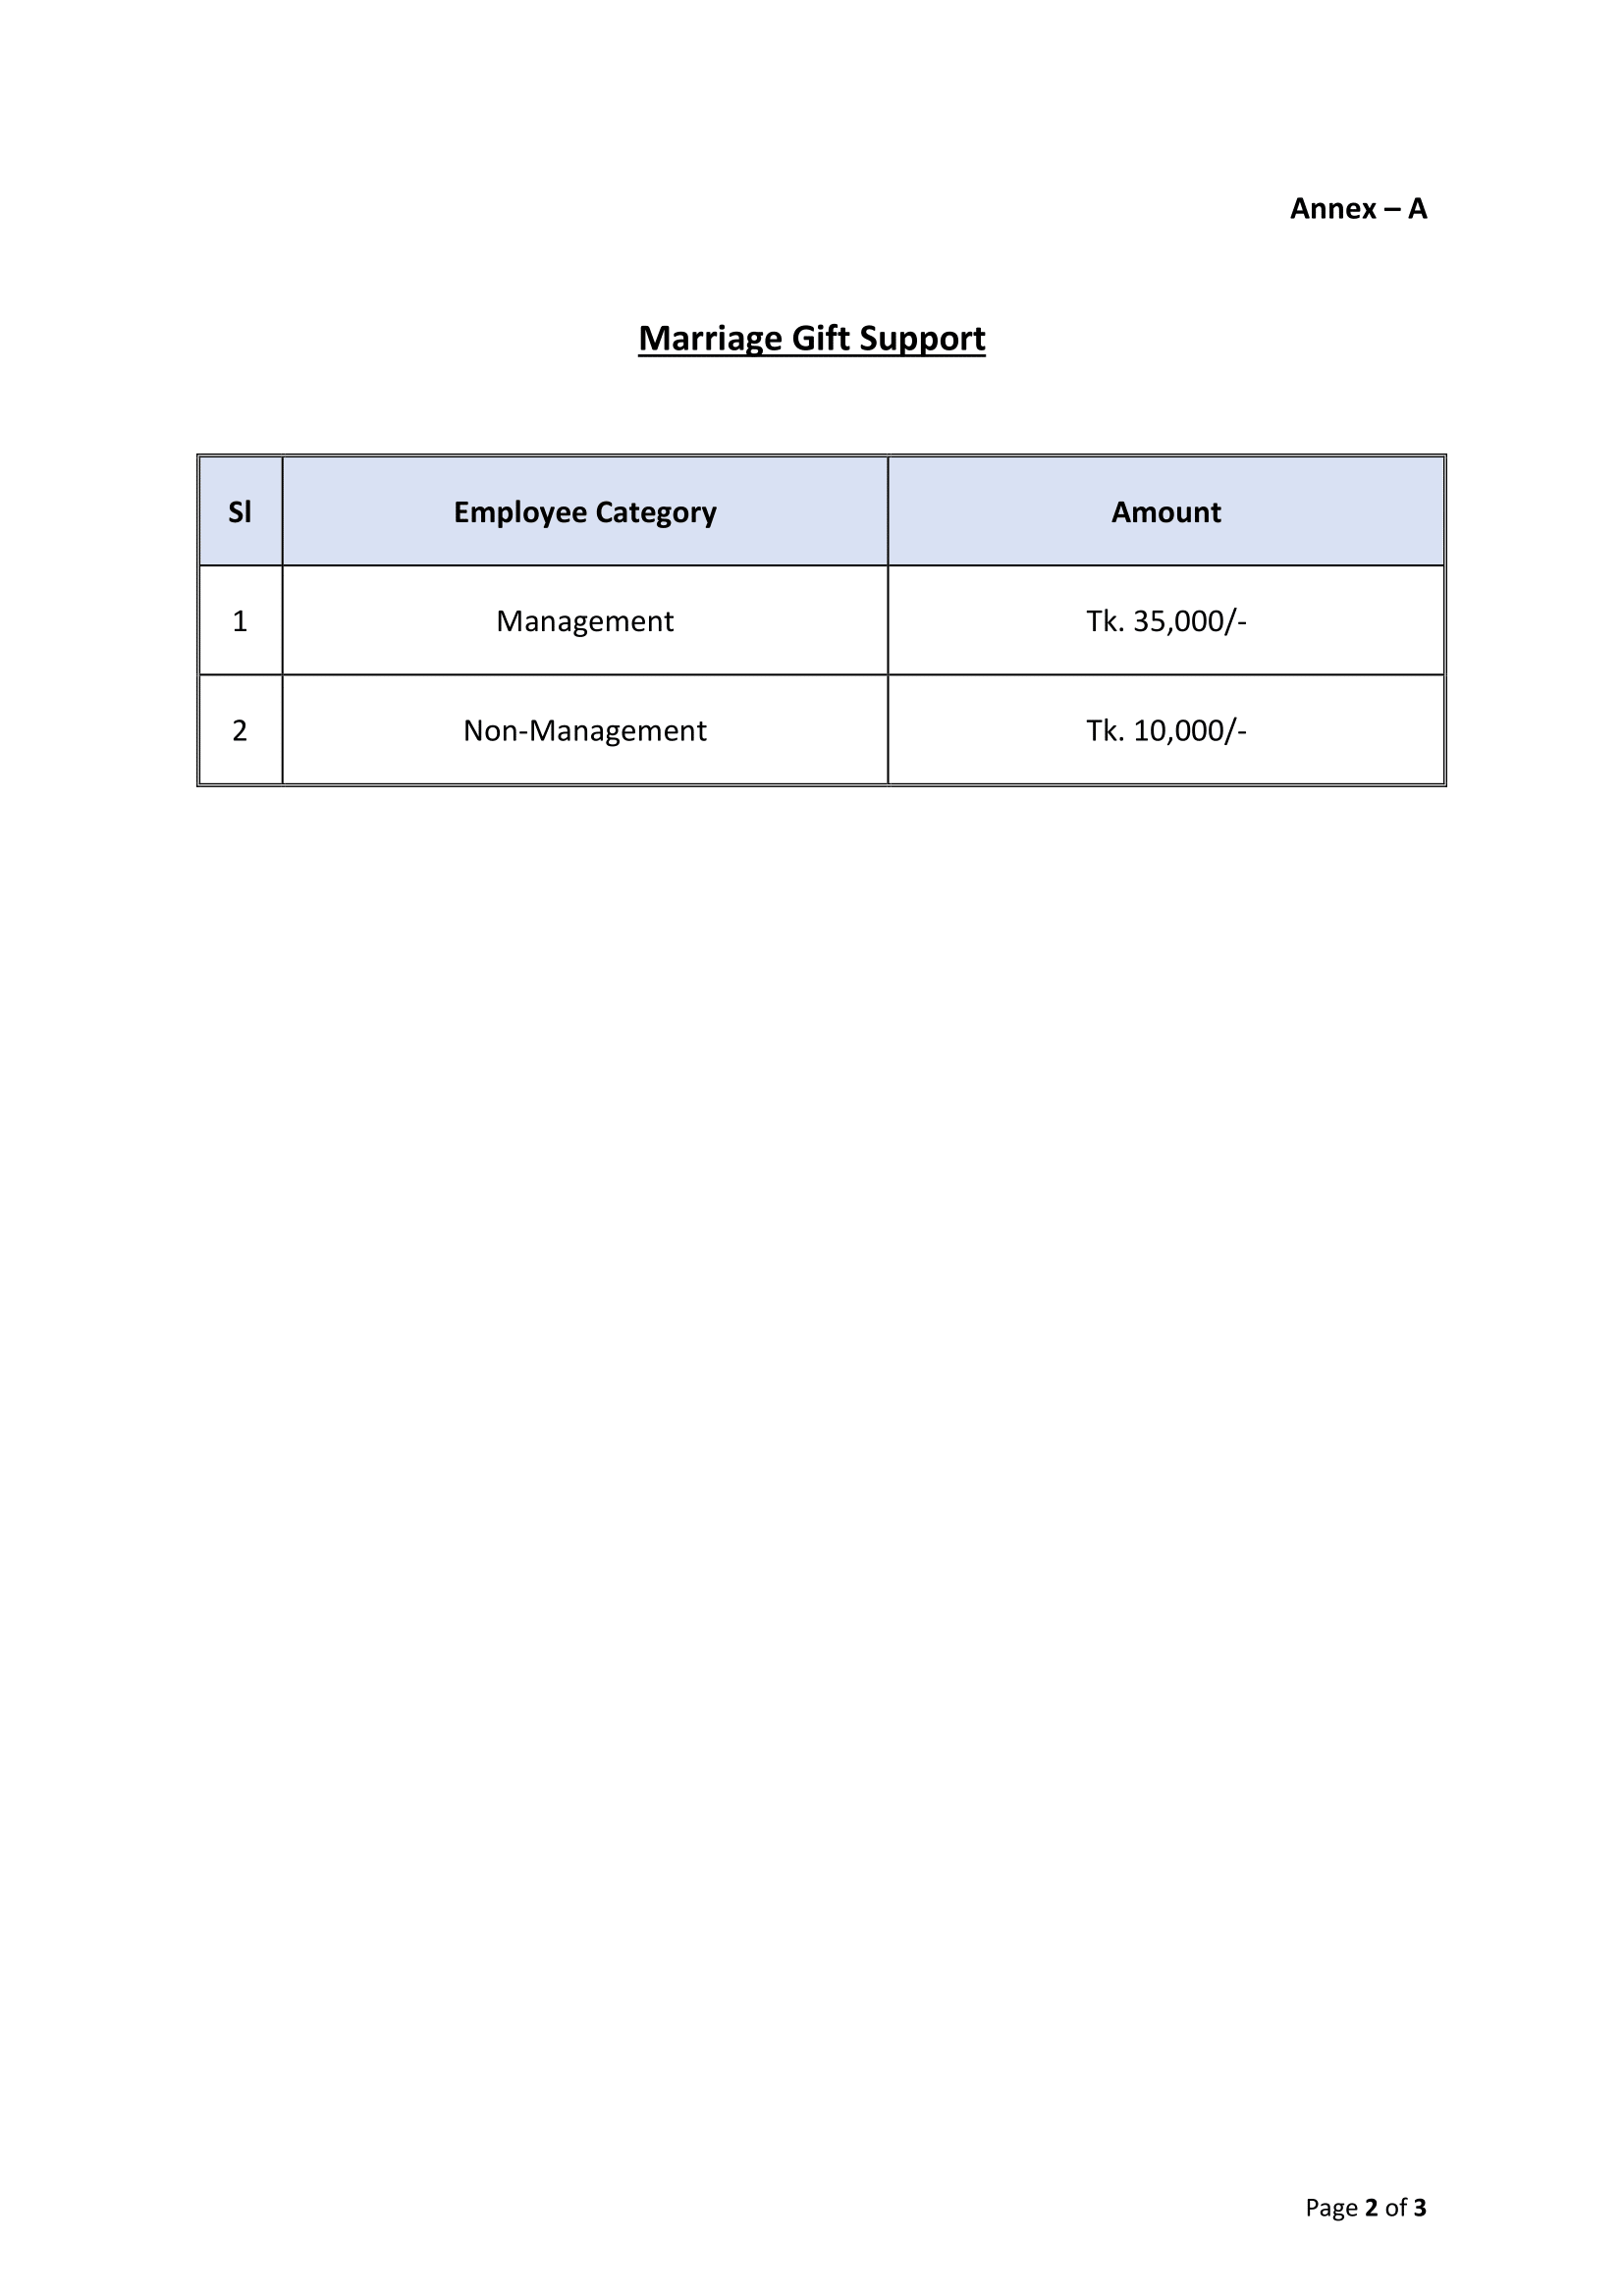 Annex – A
Marriage Gift Support
Sl Employee Category Amount
1 Management Tk. 35,000/-
2 Non-Management Tk. 10,000/-
Page 2 of 3